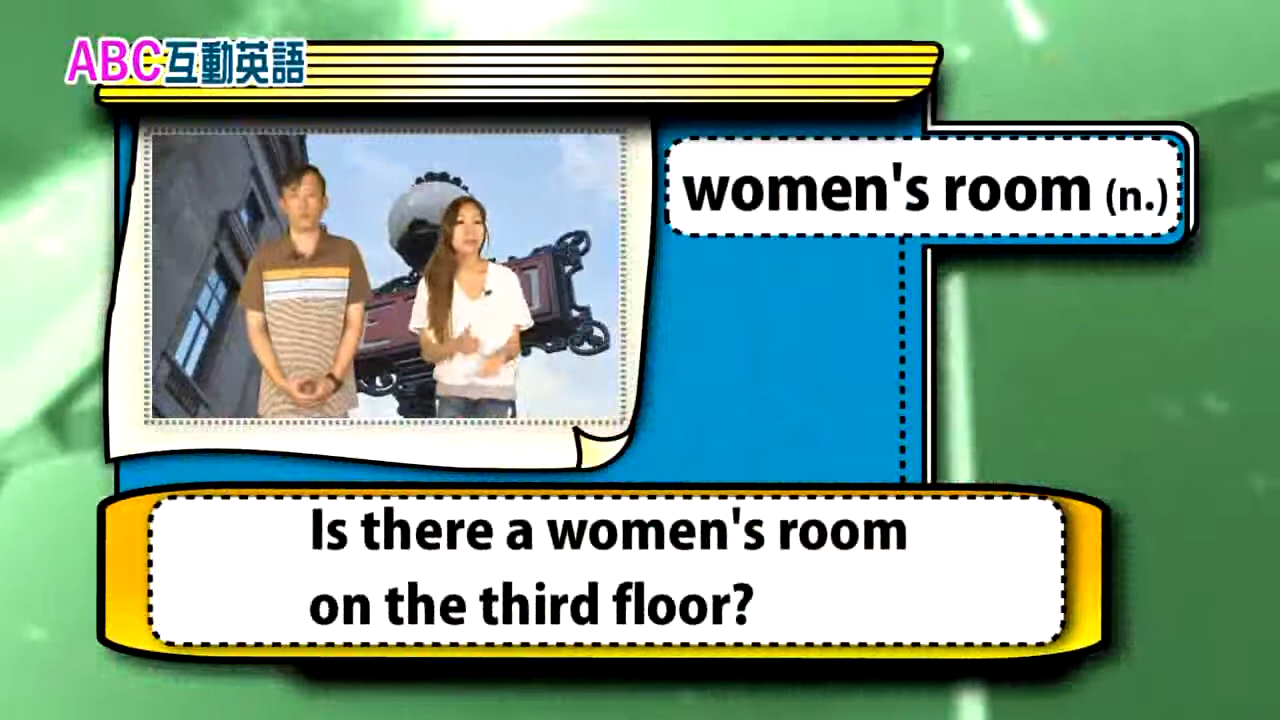 ABC互動英語
women's room (n.)
Is there a women's room
on the third floor?